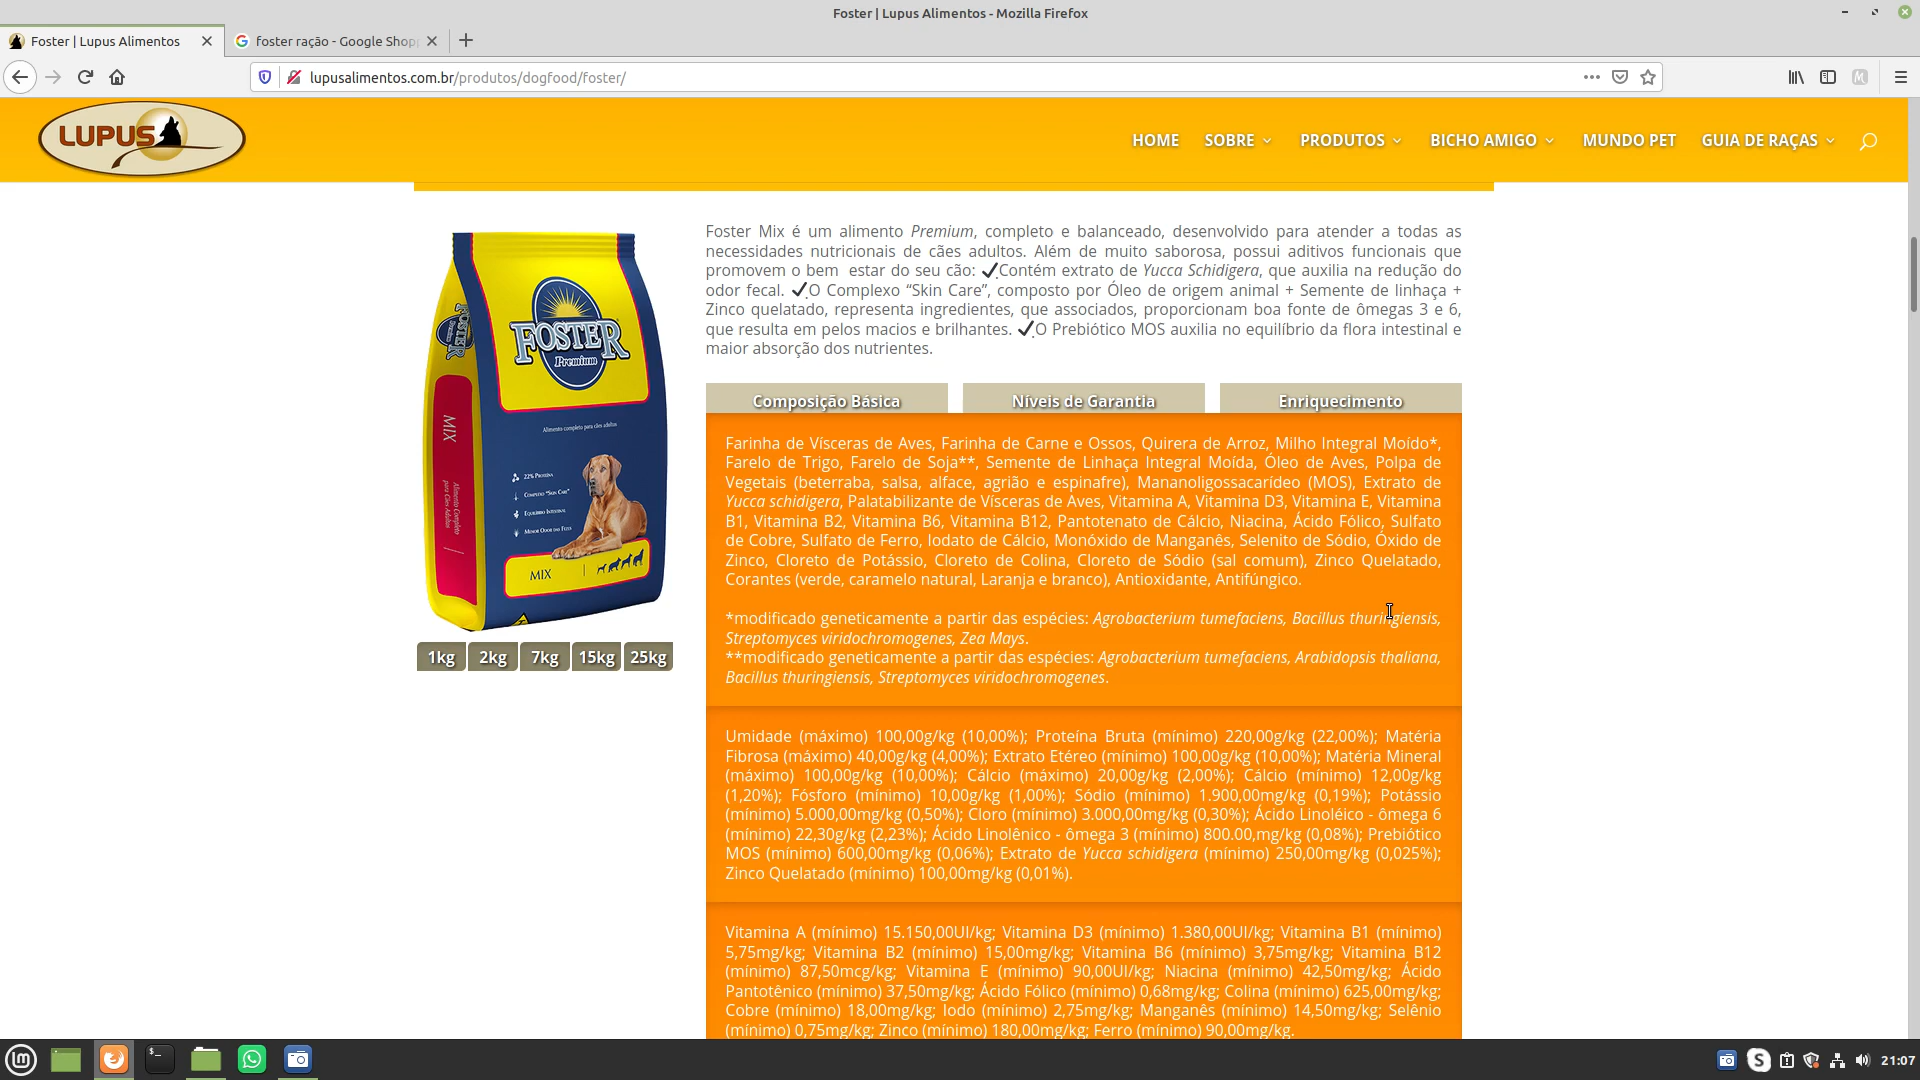 Foster | Lupus Alimentos - Mozilla Firefox
Foster | Lupus Alimentos
foster ração - Google Shop
lupusalimentos.com.br/produtos/dogfood/foster/
LUPUS
HOME
SOBRE
PRODUTOS
BICHO AMIGO
MUNDO PET
GUIA DE RAÇAS
FOSTER
Premium
Alimento completo para cães adultos
22% Proteína
Complexo "Skin Care"
Equilíbrio Intestinal
Menor Odor das Fezes
MIX
MIX
Alimento Completo
para Cães Adultos
1kg
2kg
7kg
15kg
25kg
Foster Mix é um alimento Premium, completo e balanceado, desenvolvido para atender a todas as
necessidades nutricionais de cães adultos. Além de muito saborosa, possui aditivos funcionais que
promovem o bem estar do seu cão: ✔Contém extrato de Yucca Schidigera, que auxilia na redução do
odor fecal. ✔O Complexo “Skin Care”, composto por Óleo de origem animal + Semente de linhaça +
Zinco quelatado, representa ingredientes, que associados, proporcionam boa fonte de ômegas 3 e 6,
que resulta em pelos macios e brilhantes. ✔O Prebiótico MOS auxilia no equilíbrio da flora intestinal e
maior absorção dos nutrientes.
Composição Básica
Níveis de Garantia
Enriquecimento
Farinha de Vísceras de Aves, Farinha de Carne e Ossos, Quirera de Arroz, Milho Integral Moído*,
Farelo de Trigo, Farelo de Soja**, Semente de Linhaça Integral Moída, Óleo de Aves, Polpa de
Vegetais (beterraba, salsa, alface, agrião e espinafre), Mananoligossacarídeo (MOS), Extrato de
Yucca schidigera, Palatabilizante de Vísceras de Aves, Vitamina A, Vitamina D3, Vitamina E, Vitamina
B1, Vitamina B2, Vitamina B6, Vitamina B12, Pantotenato de Cálcio, Niacina, Ácido Fólico, Sulfato
de Cobre, Sulfato de Ferro, Iodato de Cálcio, Monóxido de Manganês, Selenito de Sódio, Óxido de
Zinco, Cloreto de Potássio, Cloreto de Colina, Cloreto de Sódio (sal comum), Zinco Quelatado,
Corantes (verde, caramelo natural, Laranja e branco), Antioxidante, Antifúngico.
*modificado geneticamente a partir das espécies: Agrobacterium tumefaciens, Bacillus thuringiensis,
Streptomyces viridochromogenes, Zea Mays.
**modificado geneticamente a partir das espécies: Agrobacterium tumefaciens, Arabidopsis thaliana,
Bacillus thuringiensis, Streptomyces viridochromogenes.
Umidade (máximo) 100,00g/kg (10,00%); Proteína Bruta (mínimo) 220,00g/kg (22,00%); Matéria
Fibrosa (máximo) 40,00g/kg (4,00%); Extrato Etéreo (mínimo) 100,00g/kg (10,00%); Matéria Mineral
(máximo) 100,00g/kg (10,00%); Cálcio (máximo) 20,00g/kg (2,00%); Cálcio (mínimo) 12,00g/kg
(1,20%); Fósforo (mínimo) 10,00g/kg (1,00%); Sódio (mínimo) 1.900,00mg/kg (0,19%); Potássio
(mínimo) 5.000,00mg/kg (0,50%); Cloro (mínimo) 3.000,00mg/kg (0,30%); Ácido Linoléico - ômega 6
(mínimo) 22,30g/kg (2,23%); Ácido Linolênico - ômega 3 (mínimo) 800.00,mg/kg (0,08%); Prebiótico
MOS (mínimo) 600,00mg/kg (0,06%); Extrato de Yucca schidigera (mínimo) 250,00mg/kg (0,025%);
Zinco Quelatado (mínimo) 100,00mg/kg (0,01%).
Vitamina A (mínimo) 15.150,00UI/kg; Vitamina D3 (mínimo) 1.380,00UI/kg; Vitamina B1 (mínimo)
5,75mg/kg; Vitamina B2 (mínimo) 15,00mg/kg; Vitamina B6 (mínimo) 3,75mg/kg; Vitamina B12
(mínimo) 87,50mcg/kg; Vitamina E (mínimo) 90,00UI/kg; Niacina (mínimo) 42,50mg/kg; Ácido
Pantotênico (mínimo) 37,50mg/kg; Ácido Fólico (mínimo) 0,68mg/kg; Colina (mínimo) 625,00mg/kg;
Cobre (mínimo) 18,00mg/kg; Iodo (mínimo) 2,75mg/kg; Manganês (mínimo) 14,50mg/kg; Selênio
(mínimo) 0,75mg/kg; Zinco (mínimo) 180,00mg/kg; Ferro (mínimo) 90,00mg/kg.
21:07